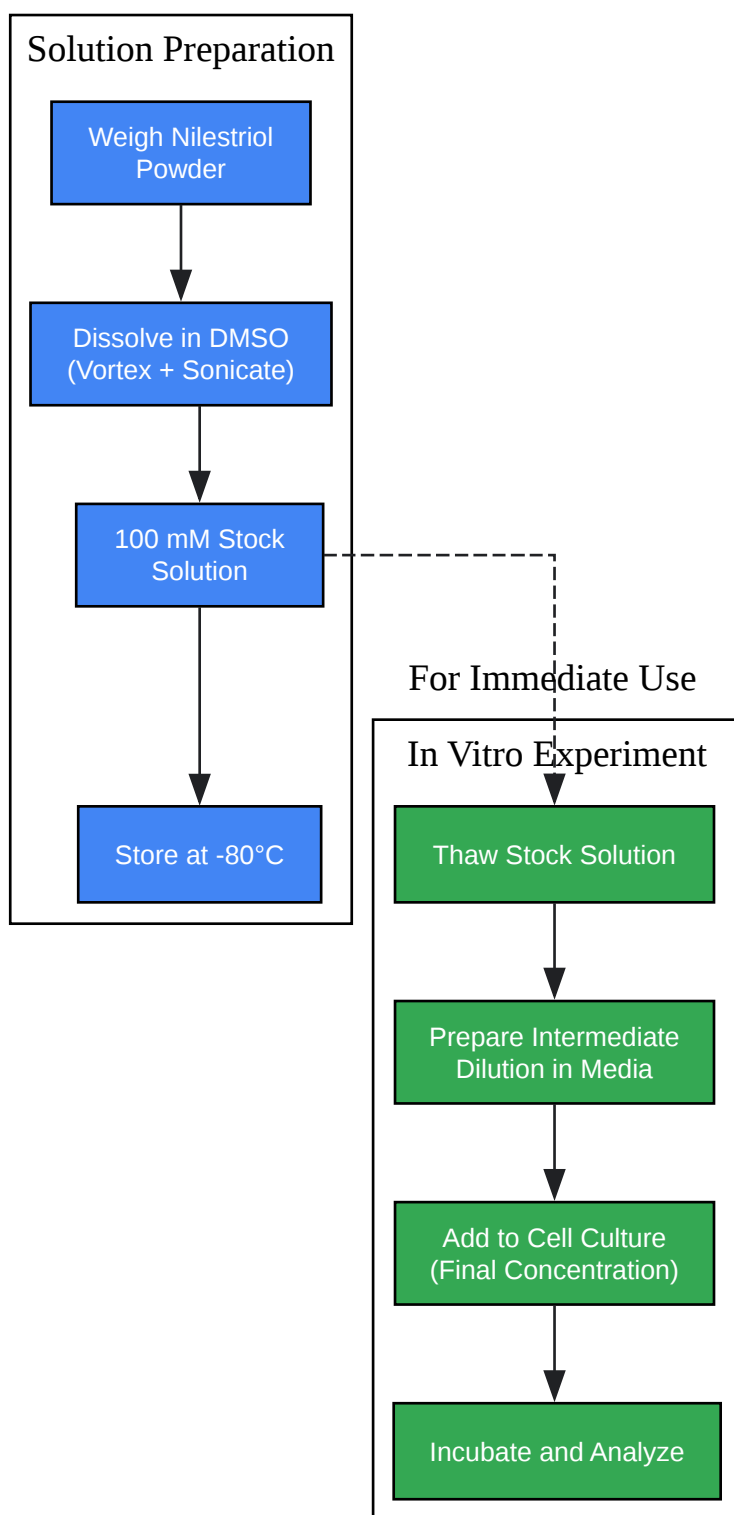 Solution Preparation
Weigh Nilestriol
Powder
Dissolve in DMSO
(Vortex + Sonicate)
100 mM Stock
Solution
Store at -80°C
For Immediate Use
In Vitro Experiment
Thaw Stock Solution
Prepare Intermediate
Dilution in Media
Add to Cell Culture
(Final Concentration)
Incubate and Analyze